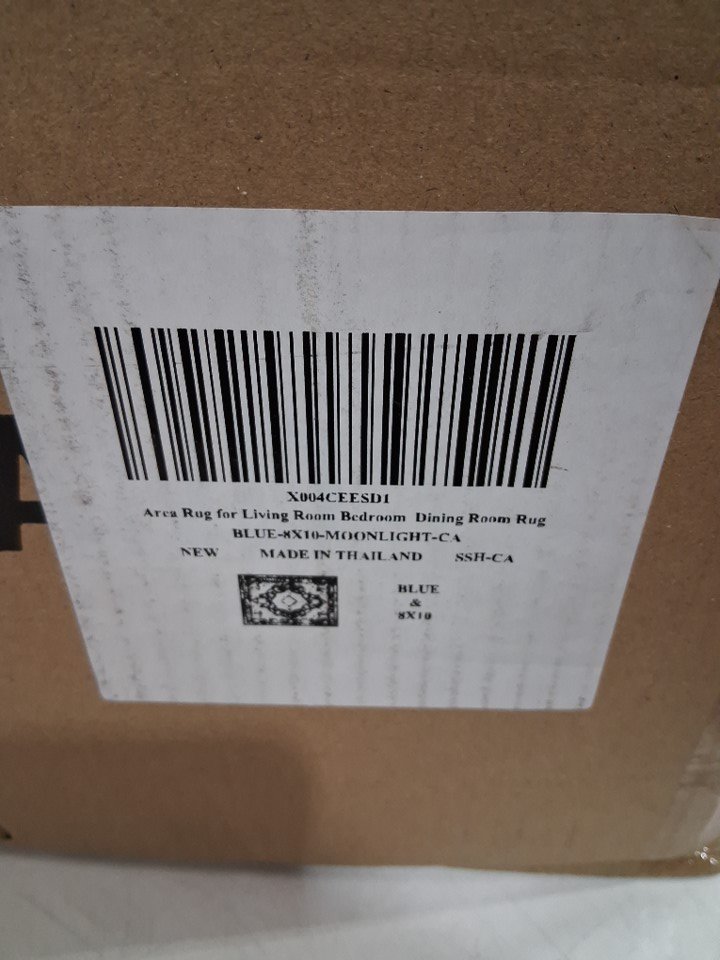 X004CEESD1
Area Rug for Living Room Bedroom Dining Room Rug
BLUE-8X10-MOONLIGHT-CA
NEW MADE IN THAILAND SSH-CA
BLUE
&
8X10